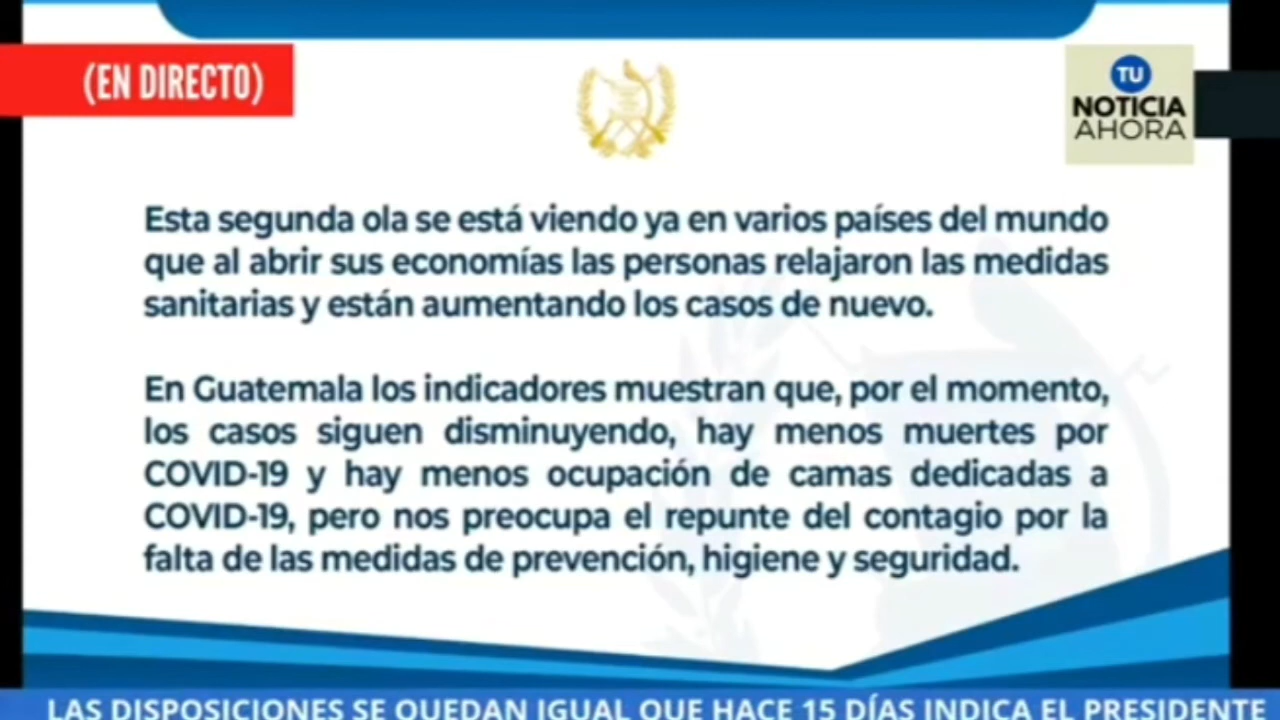 (EN DIRECTO)
TU
NOTICIA
AHORA
Esta segunda ola se está viendo ya en varios países del mundo
que al abrir sus economías las personas relajaron las medidas
sanitarias y están aumentando los casos de nuevo.
En Guatemala los indicadores muestran que, por el momento,
los casos siguen disminuyendo, hay menos muertes por
COVID-19 y hay menos ocupación de camas dedicadas a
COVID-19, pero nos preocupa el repunte del contagio por la
falta de las medidas de prevención, higiene y seguridad.
LAS DISPOSICIONES SE QUEDAN IGUAL QUE HACE 15 DÍAS INDICA EL PRESIDENTE